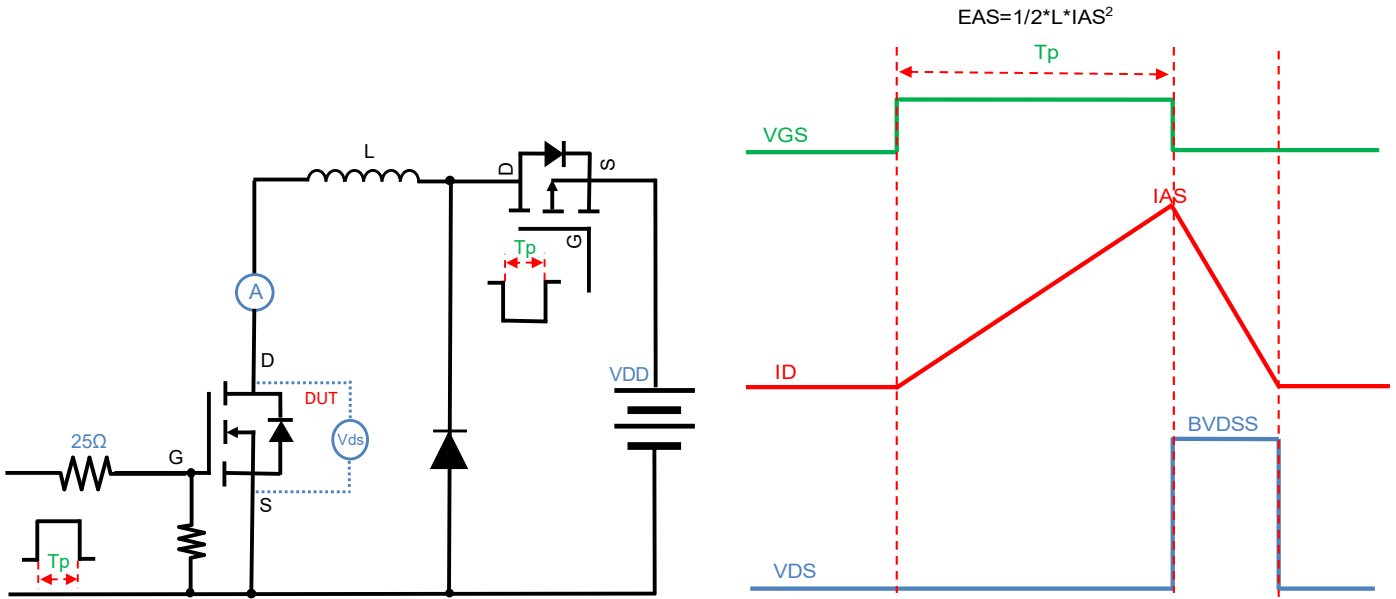 EAS=1/2*L*IAS²
Tp
VGS
L
D
S
G
Tp
IAS
A
D
DUT
VDD
ID
Vds
25Ω
G
S
BVDSS
Tp
VDS